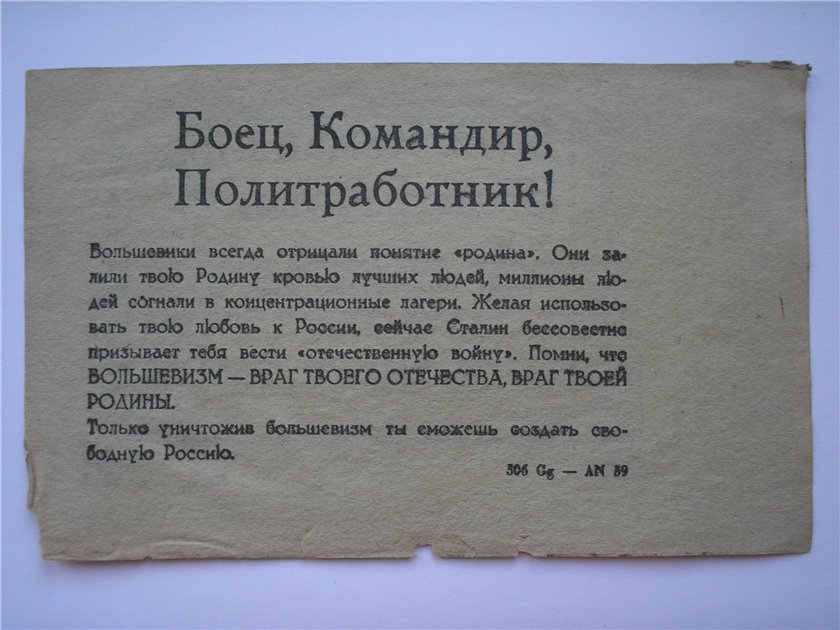 Боец, Командир,
Политработник!
Большевики всегда отрицали понятие «родина». Они за-
лили твою Родину кровью лучших людей, миллионы лю-
дей согнали в концентрационные лагери. Желая использо-
вать твою любовь к России, сейчас Сталин бессовестно
призывает тебя вести «отечественную войну». Помни, что
БОЛЬШЕВИЗМ — ВРАГ ТВОЕГО ОТЕЧЕСТВА, ВРАГ ТВОЕЙ
РОДИНЫ.
Только уничтожив большевизм ты сможешь создать сво-
бодную Россию.
506 Gg — AN 39